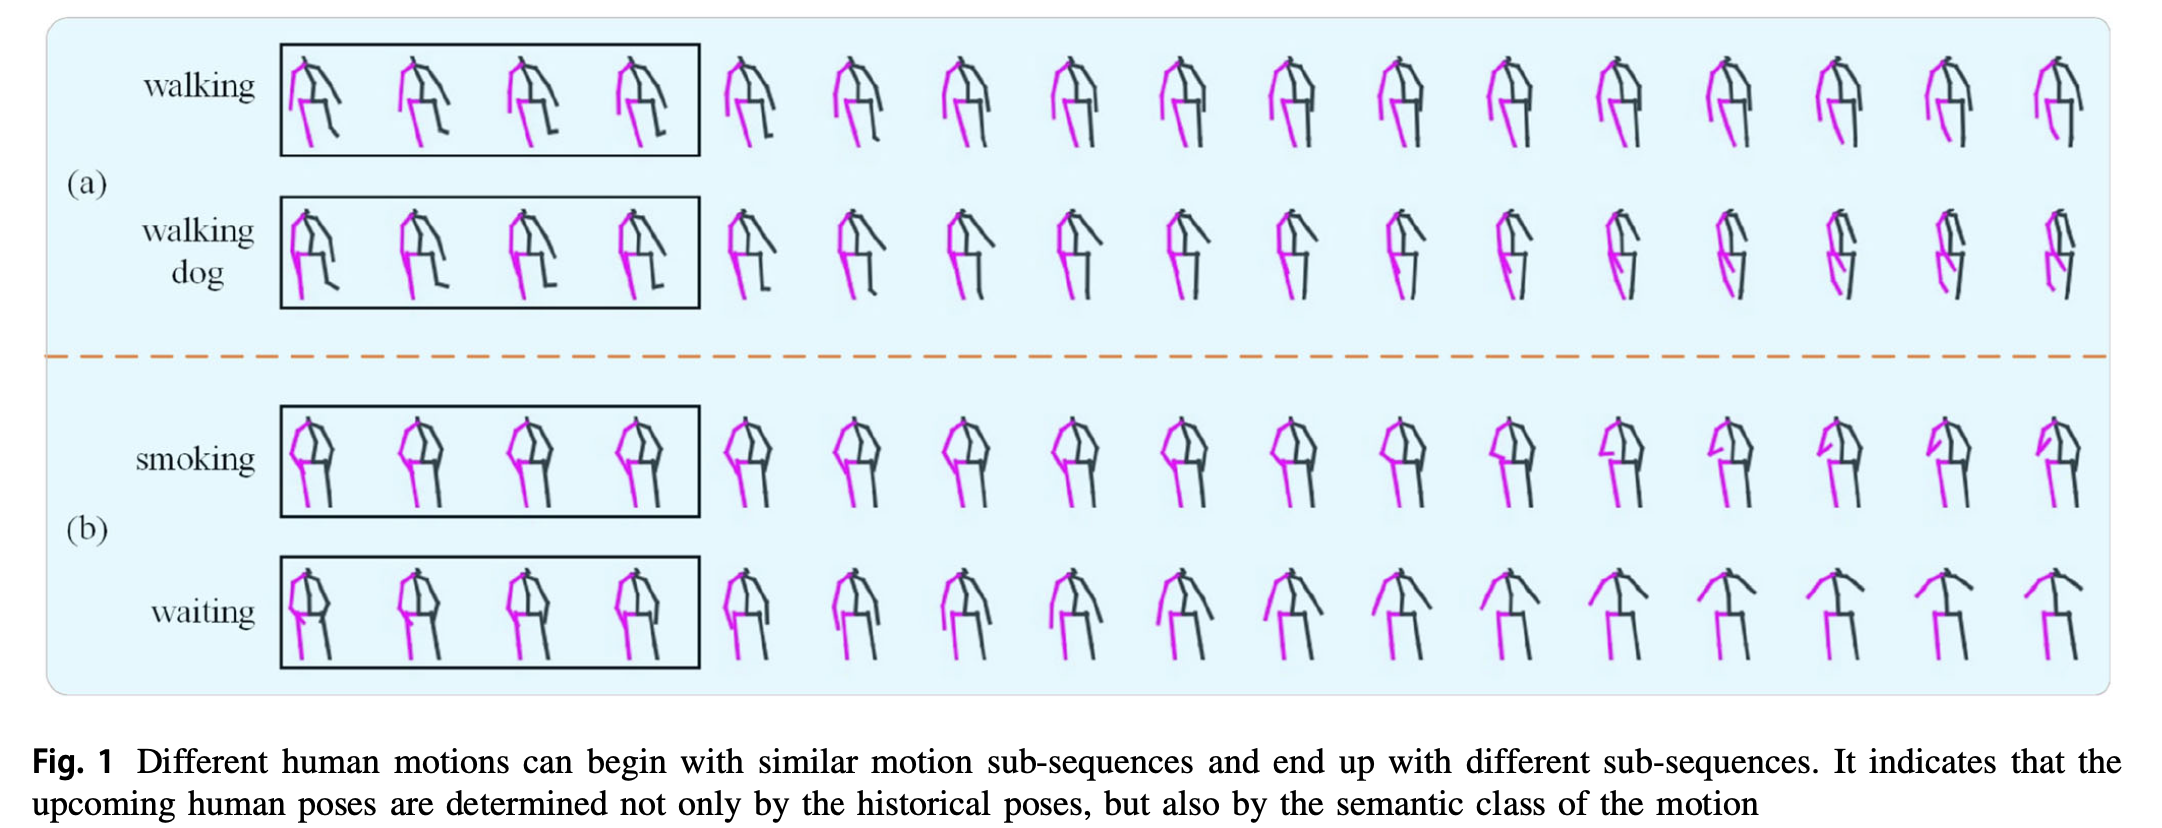 walking
(a)
walking
dog
smoking
(b)
waiting
Fig. 1 Different human motions can begin with similar motion sub-sequences and end up with different sub-sequences. It indicates that the
upcoming human poses are determined not only by the historical poses, but also by the semantic class of the motion